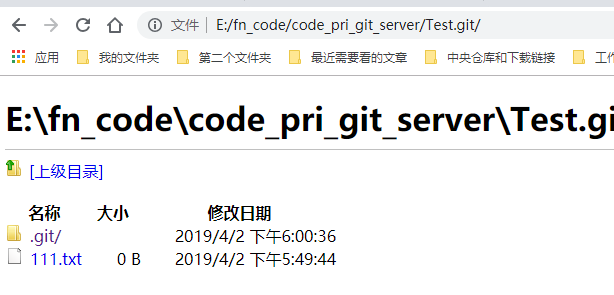 文件 E:/fn_code/code_pri_git_server/Test.git/
应用 我的文件夹 第二个文件夹 最近需要看的文章 中央仓库和下载链接 工作
E:\fn_code\code_pri_git_server\Test.gi
[上级目录]
名称 大小 修改日期
.git/ 2019/4/2 下午6:00:36
111.txt 0 B 2019/4/2 下午5:49:44